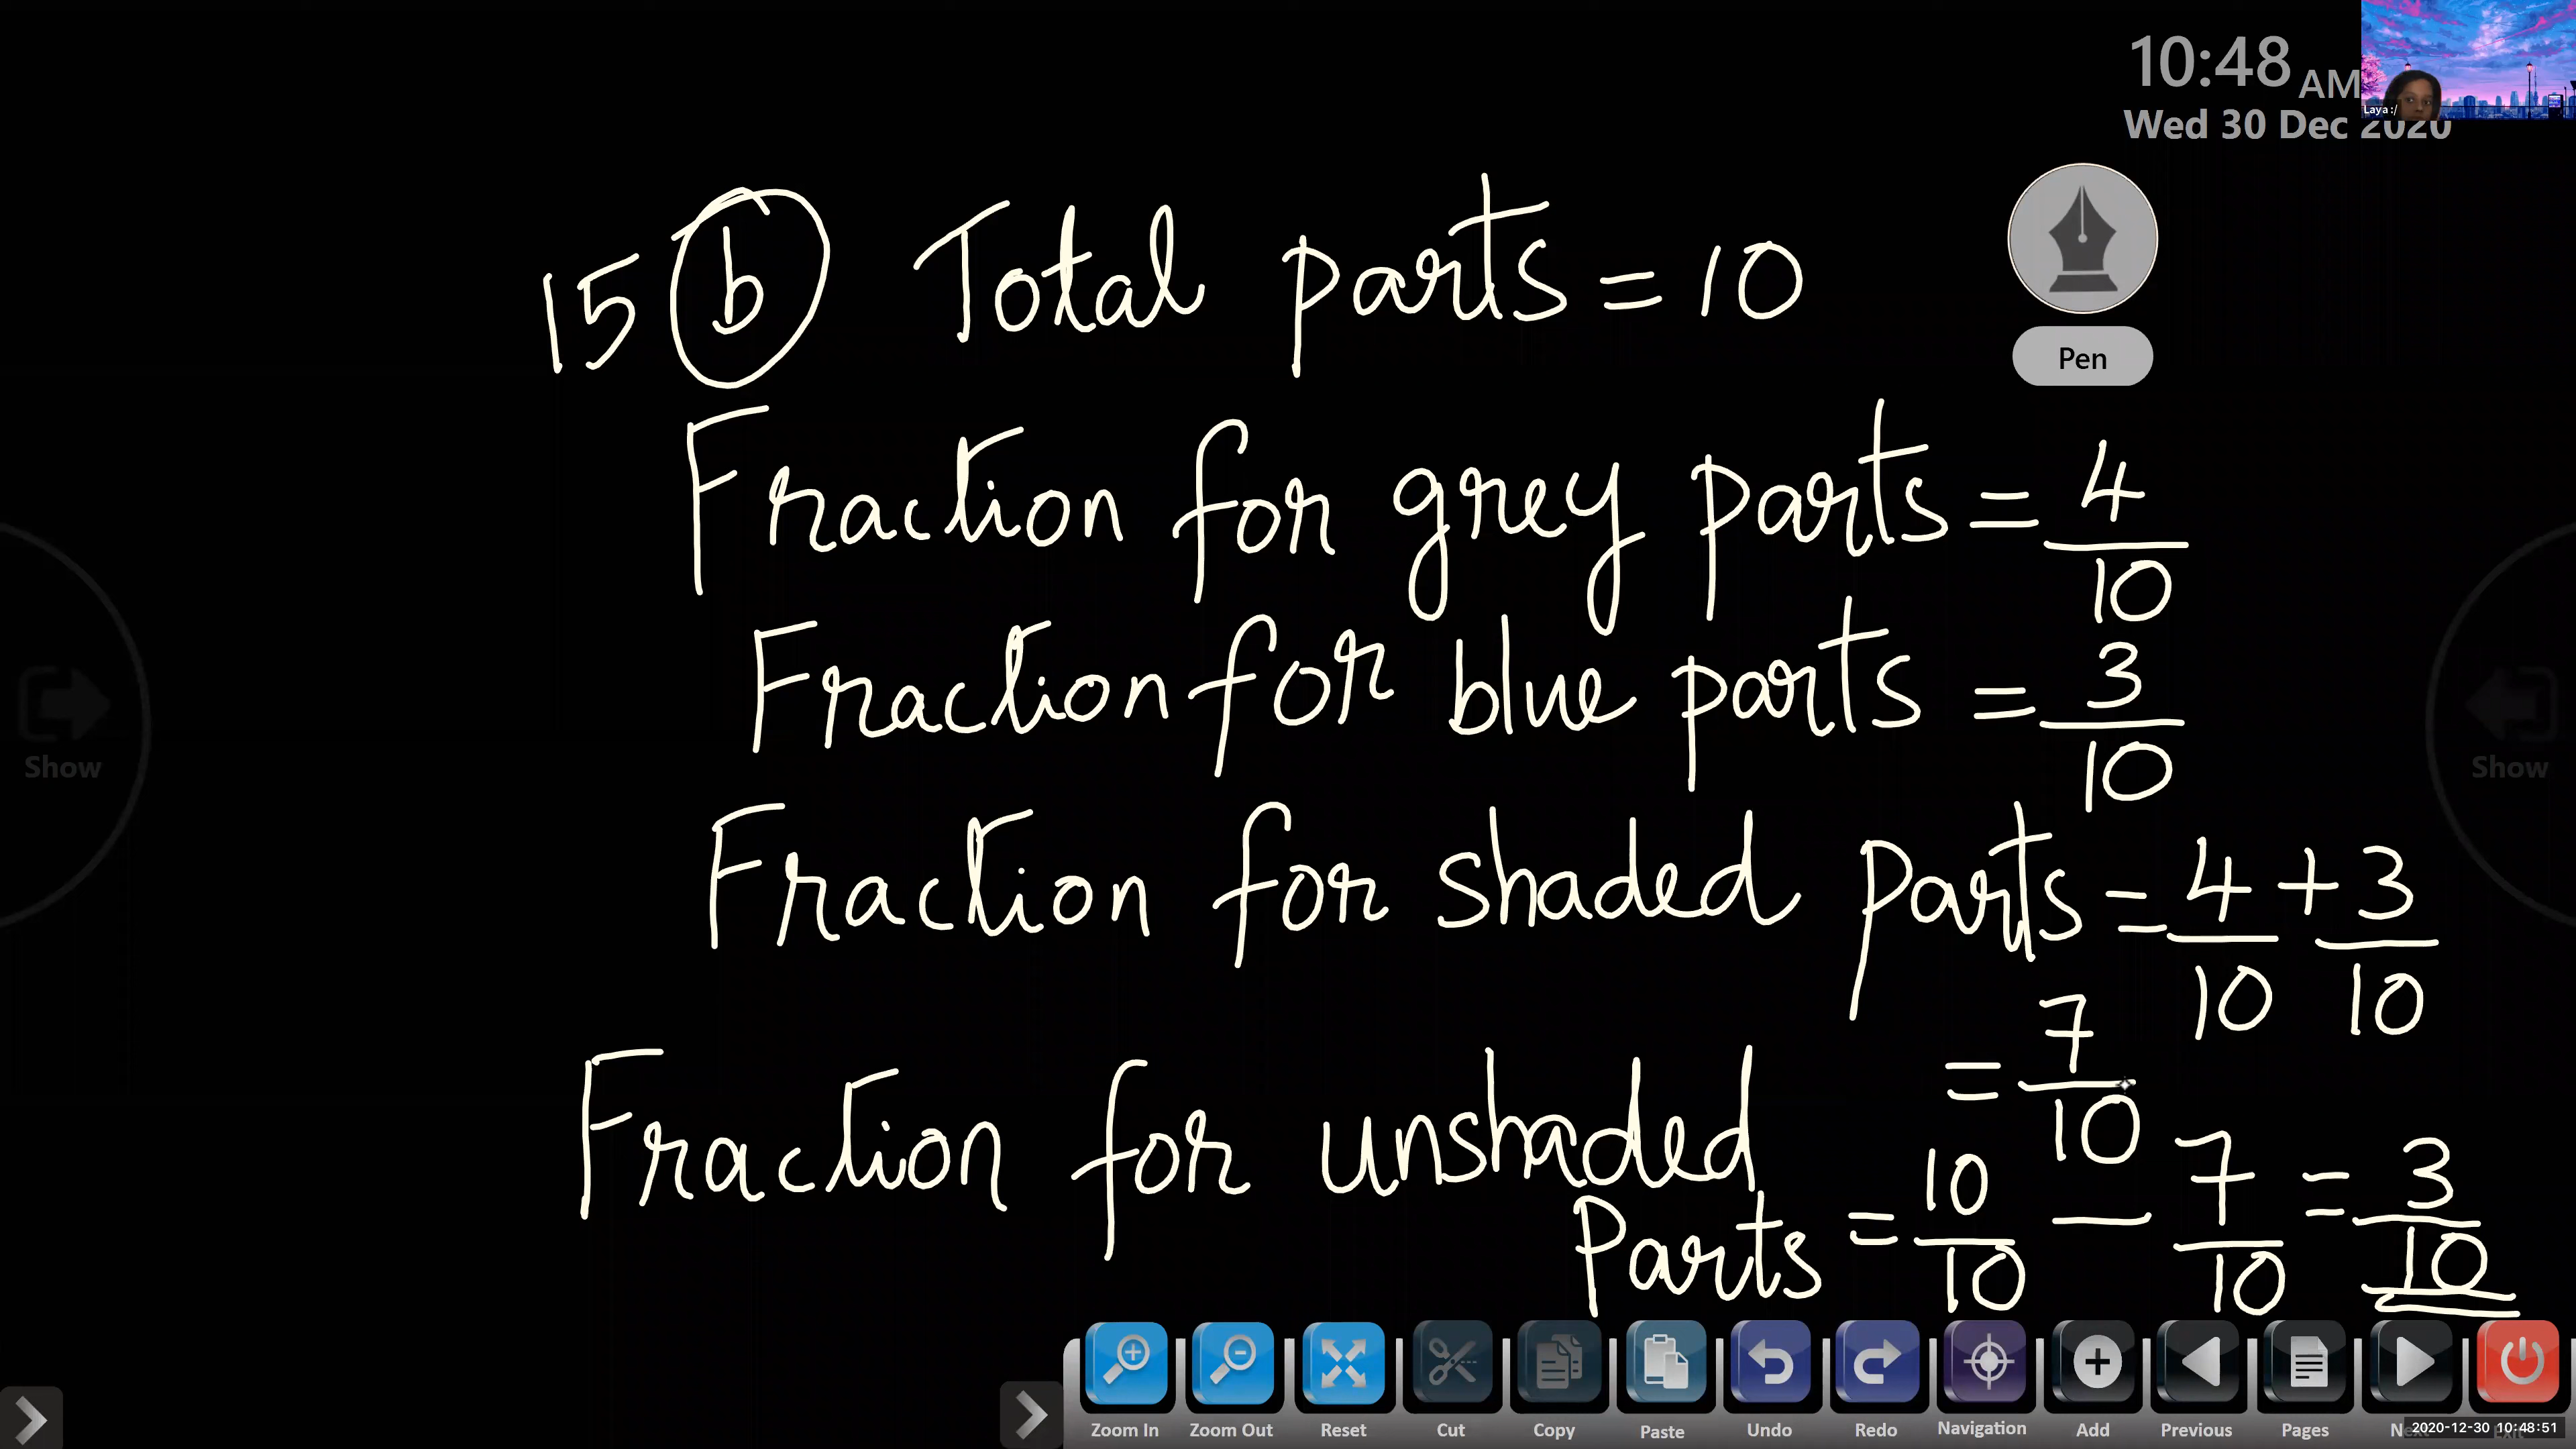 10:48 AM
Wed 30 Dec 2020
Laya:/
15 b Total parts = 10
Pen
Fraction for grey parts = 4/10
Fraction for blue parts = 3/10
Show
Show
Fraction for shaded parts = 4/10 + 3/10
= 7/10
Fraction for unshaded
Parts = 10/10 — 7/10 = 3/10
Zoom In Zoom Out Reset Cut Copy Paste Undo Redo Navigation Add Previous Pages
2020-12-30 10:48:51